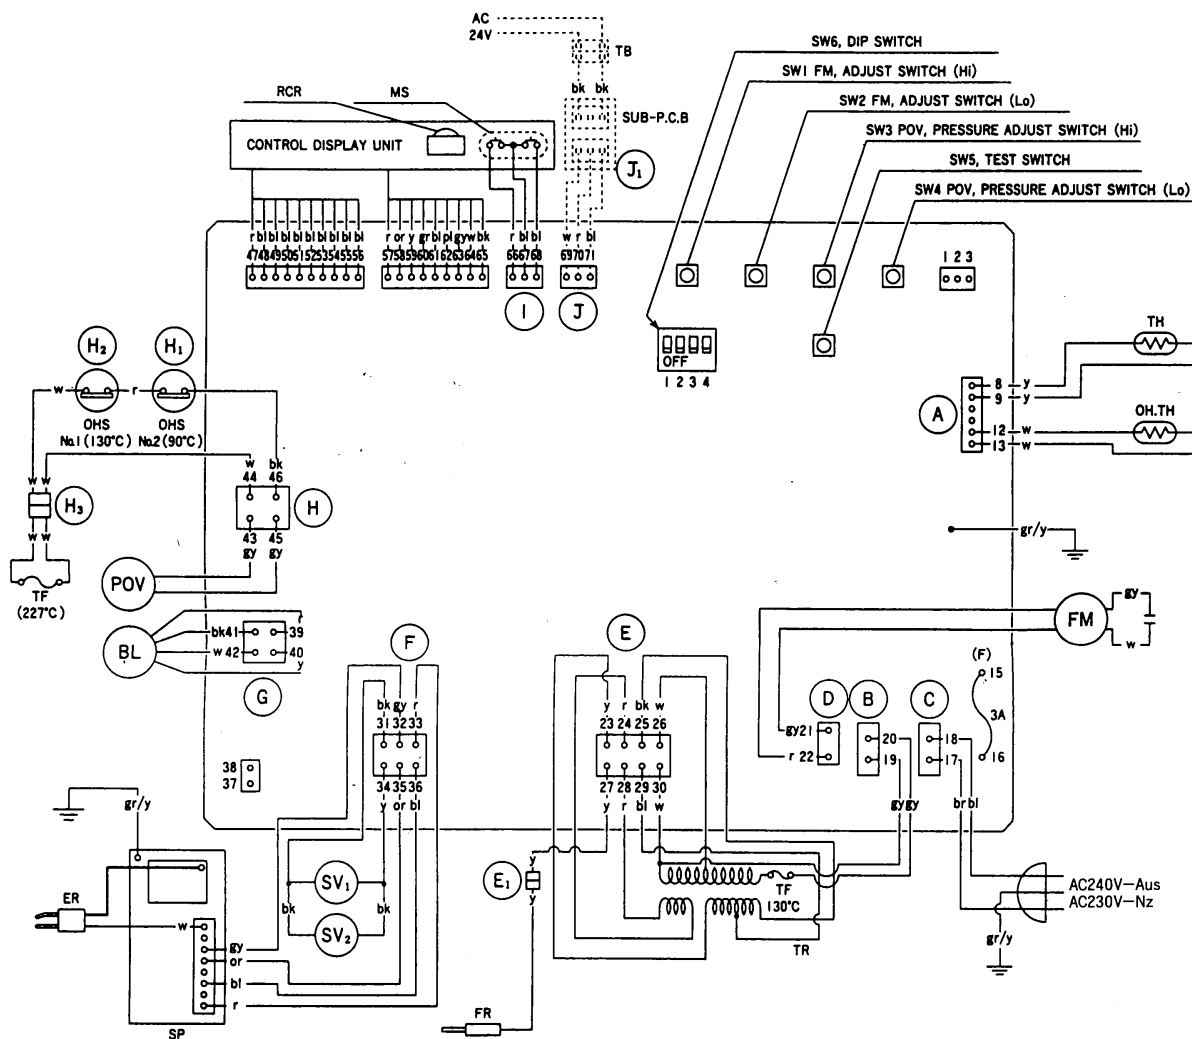 AC
24V
TB
bk bk
SUB-P.C.B
J1
SW6, DIP SWITCH
SW1 FM, ADJUST SWITCH (Hi)
SW2 FM, ADJUST SWITCH (Lo)
SW3 POV, PRESSURE ADJUST SWITCH (Hi)
SW5, TEST SWITCH
SW4 POV, PRESSURE ADJUST SWITCH (Lo)
RCR
MS
CONTROL DISPLAY UNIT
r bl bl bl bl bl bl bl bl bl
47 48 49 50 51 52 53 54 55 56
r or y gr bl pl bl gy w bk
57 58 59 60 61 62 63 64 65
r bl bl
66 67 68
w r bl
69 70 71
I
J
1 2 3
OFF
1 2 3 4
TH
8 y
9 y
A
OH.TH
12 w
13 w
H2
H1
w
r
OHS
No.1 (130°C)
OHS
No.2 (90°C)
w bk
44 46
H
43 45
gy gy
w w
H3
w w
TF
(227°C)
POV
gr/y
BL
r
bk 41
39
w 42
40
y
G
F
bk gy r
31 32 33
34 35 36
y or bl
38
37
E
y r bk w
23 24 25 26
27 28 29 30
y r bl w
FM
gy
w
(F)
15
3A
16
D
B
C
gy 21
r 22
20
19
18
17
gy gy
br bl
gr/y
ER
w
gy
or
bl
r
SP
SV1
SV2
bk
bk
E1
y
y
FR
TF
130°C
TR
AC240V–Aus
AC230V–Nz
gr/y